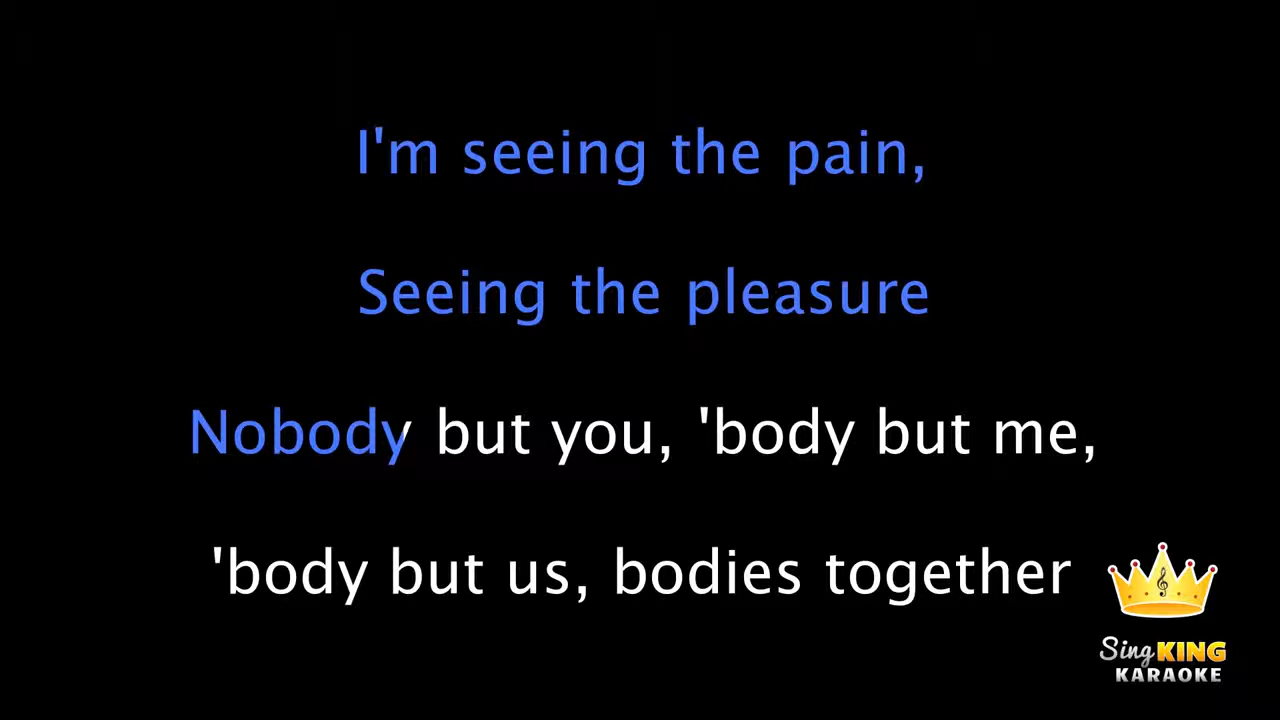 I'm seeing the pain,
Seeing the pleasure
Nobody but you, 'body but me,
'body but us, bodies together
Sing KING
KARAOKE